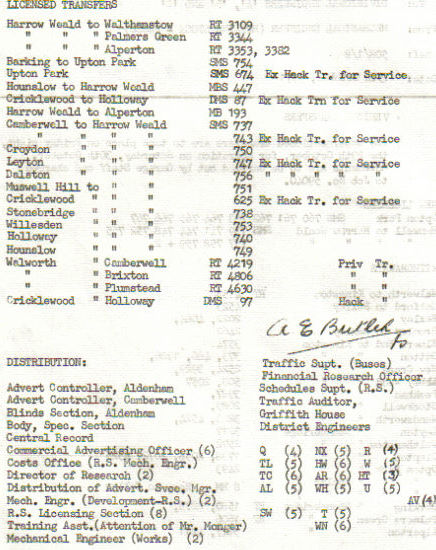 LICENSED TRANSFERS
Harrow Weald to Walthamstow RT 3109
" " " Palmers Green RT 3344
" " " Alperton RT 3353, 3382
Barking to Upton Park SMS 754
Upton Park SMS 674 Ex Hack Tr. for Service.
Hounslow to Harrow Weald MBS 447
Cricklewood to Holloway DMS 87 Ex Hack Trn for Service
Harrow Weald to Alperton MB 193
Camberwell to Harrow Weald SMS 737
" " " 743 Ex Hack Tr. for Service
Croydon " " 750
Leyton " " 747 Ex Hack Tr. for Service
Dalston " " 756 " " " " "
Muswell Hill to " 751
Cricklewood " " 625 Ex Hack Tr. for Service
Stonebridge " " 738
Willesden " " 753
Holloway " " 740
Hounslow " " 749
Walworth " Camberwell RT 4219 Priv Tr.
" " Brixton RT 4806 " "
" " Plumstead RT 4630 " "
Cricklewood " Holloway DMS 97 Hack "
A E Butler
DISTRIBUTION:
Traffic Supt. (Buses)
Financial Research Officer
Advert Controller, Aldenham Schedules Supt. (R.S.)
Advert Controller, Camberwell Traffic Auditor,
Blinds Section, Aldenham Griffith House
Body, Spec. Section District Engineers
Central Record
Commercial Advertising Officer (6) Q (4) NX (5) R (4)
Costs Office (R.S. Mech. Engr.) TL (5) HW (6) W (5)
Director of Research (2) TC (6) AR (6) HT (3)
Distribution of Advert. Svce. Mgr. AL (5) WH (5) U (5)
Mech. Engr. (Development-R.S.) (2) AV (4)
R.S. Licensing Section (8) SW (5) T (5)
Training Asst.(Attention of Mr. Monger) WN (6)
Mechanical Engineer (Works) (2)